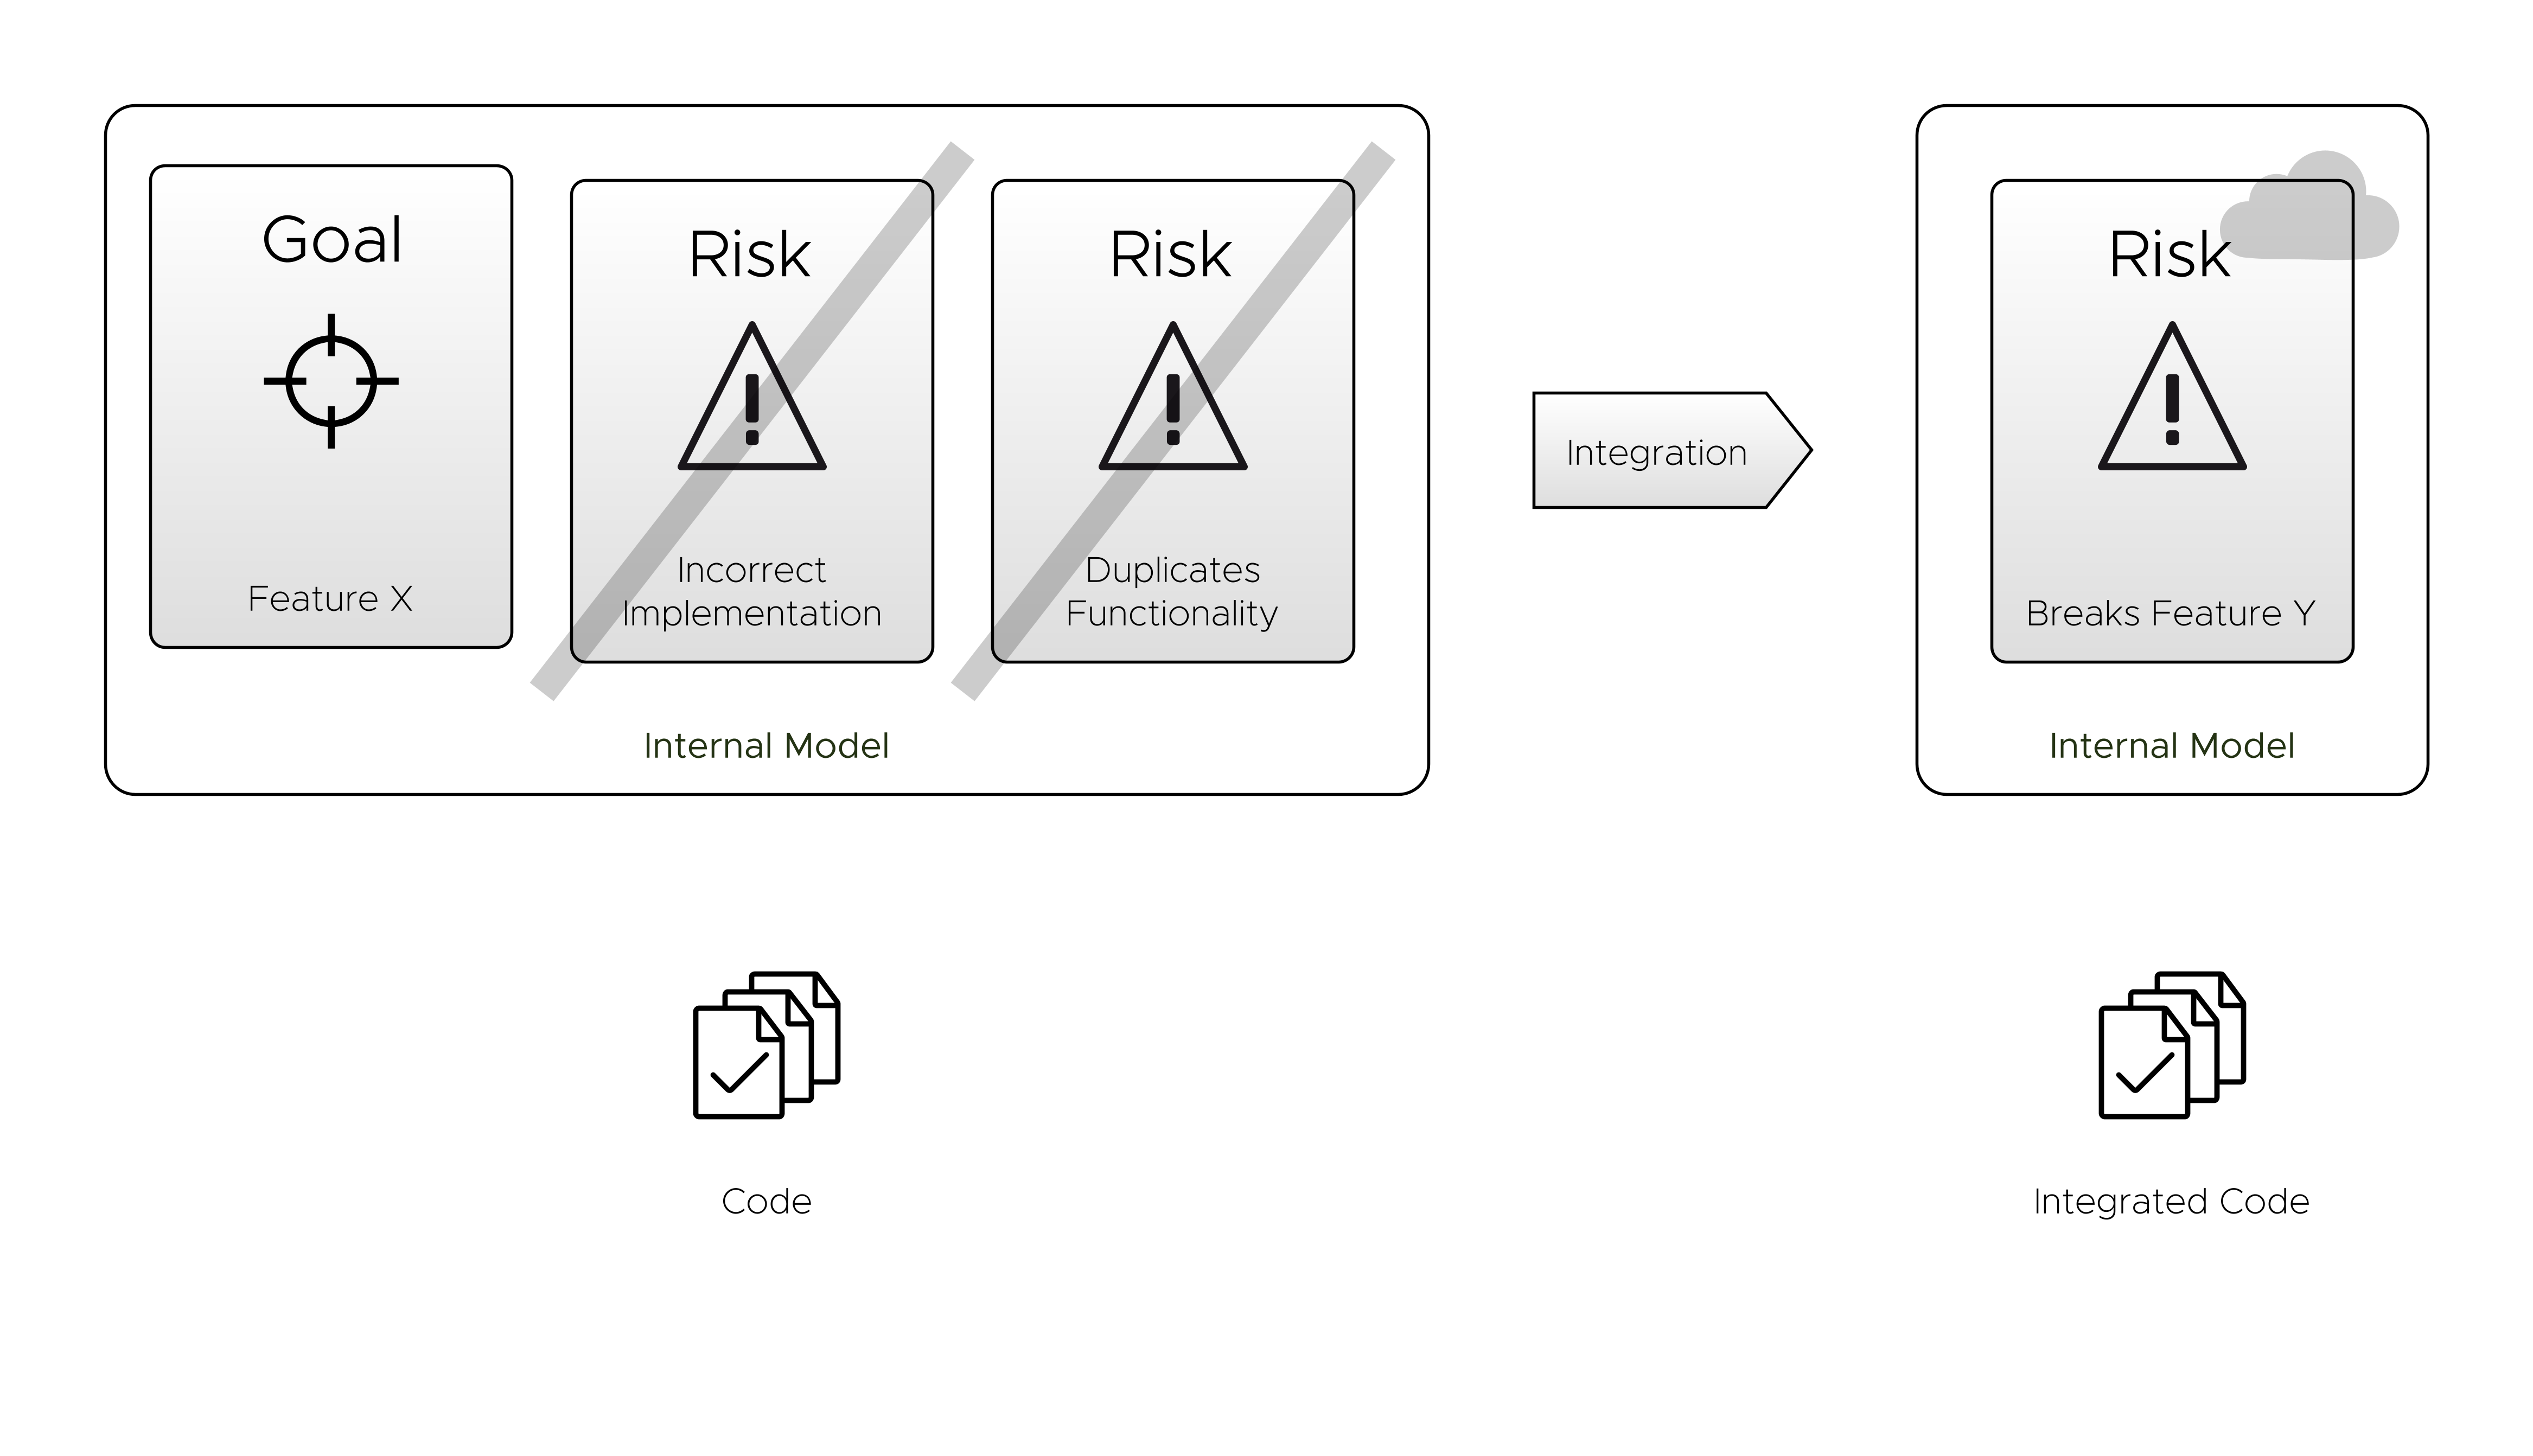 Goal
Feature X
Risk
Incorrect
Implementation
Risk
Duplicates
Functionality
Internal Model
Integration
Risk
Breaks Feature Y
Internal Model
Code
Integrated Code